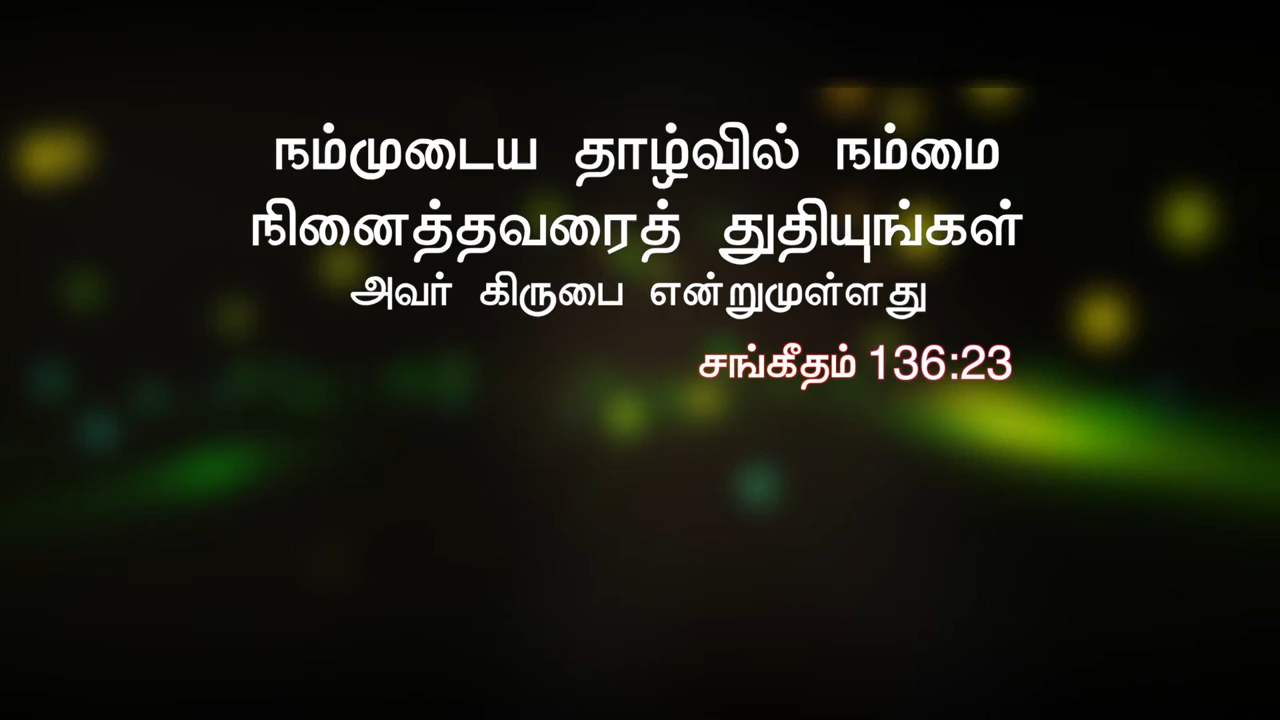 நம்முடைய தாழ்வில் நம்மை
நினைத்தவரைத் துதியுங்கள்
அவர் கிருபை என்றுமுள்ளது
சங்கீதம் 136:23